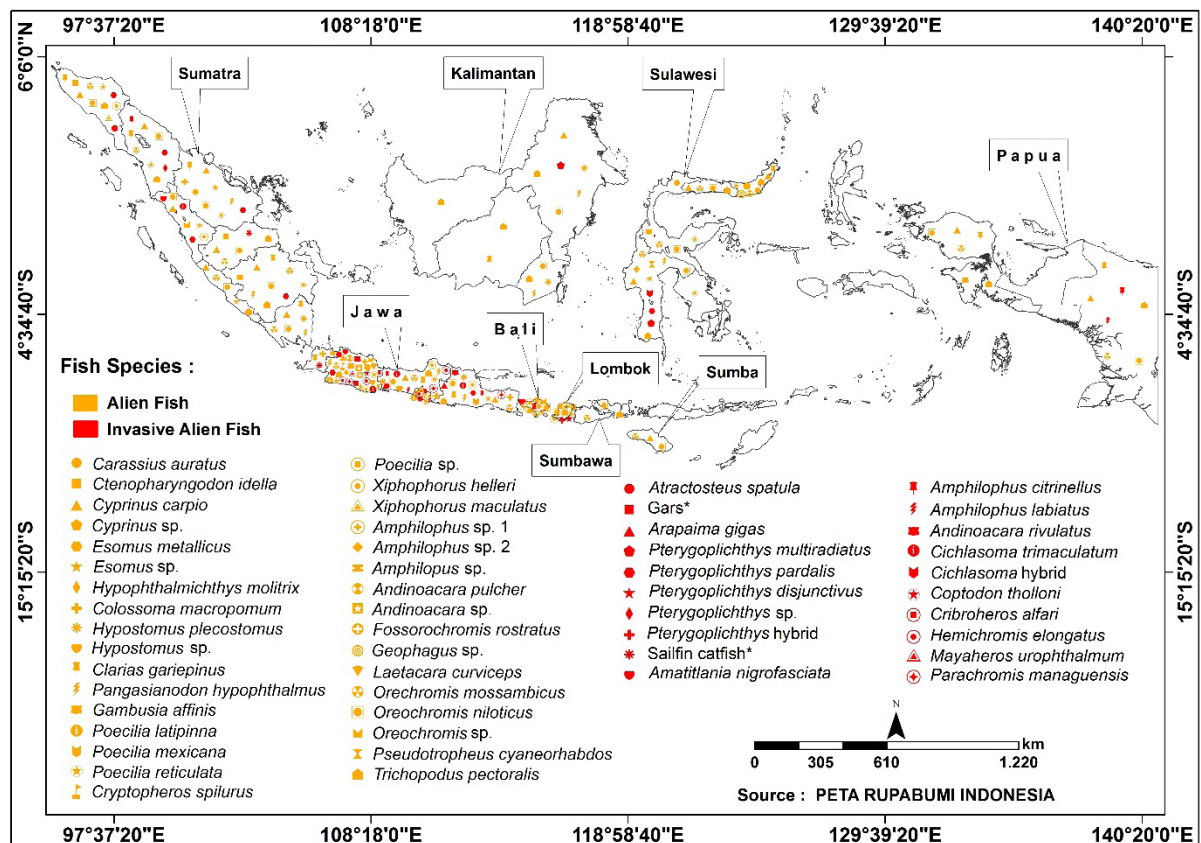 97°37'20"E 108°18'0"E 118°58'40"E 129°39'20"E 140°20'0"E
6°6'0"N
4°34'40"S
15°15'20"S
Sumatra
Kalimantan
Sulawesi
Papua
Jawa
Bali
Lombok
Sumba
Sumbawa
Fish Species :
Alien Fish
Invasive Alien Fish
Carassius auratus
Ctenopharyngodon idella
Cyprinus carpio
Cyprinus sp.
Esomus metallicus
Esomus sp.
Hypophthalmichthys molitrix
Colossoma macropomum
Hypostomus plecostomus
Hypostomus sp.
Clarias gariepinus
Pangasianodon hypophthalmus
Gambusia affinis
Poecilia latipinna
Poecilia mexicana
Poecilia reticulata
Cryptopheros spilurus
Poecilia sp.
Xiphophorus helleri
Xiphophorus maculatus
Amphilophus sp. 1
Amphilophus sp. 2
Amphilopus sp.
Andinoacara pulcher
Andinoacara sp.
Fossorochromis rostratus
Geophagus sp.
Laetacara curviceps
Orechromis mossambicus
Oreochromis niloticus
Oreochromis sp.
Pseudotropheus cyaneorhabdos
Trichopodus pectoralis
Atractosteus spatula
Gars*
Arapaima gigas
Pterygoplichthys multiradiatus
Pterygoplichthys pardalis
Pterygoplichthys disjunctivus
Pterygoplichthys sp.
Pterygoplichthys hybrid
Sailfin catfish*
Amatitlania nigrofasciata
Amphilophus citrinellus
Amphilophus labiatus
Andinoacara rivulatus
Cichlasoma trimaculatum
Cichlasoma hybrid
Coptodon tholloni
Cribroheros alfari
Hemichromis elongatus
Mayaheros urophthalmum
Parachromis managuensis
N
km
0 305 610 1.220
Source : PETA RUPABUMI INDONESIA
97°37'20"E 108°18'0"E 118°58'40"E 129°39'20"E 140°20'0"E
6°6'0"N
4°34'40"S
15°15'20"S